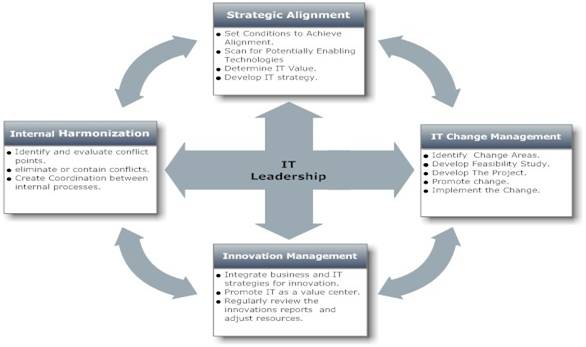 Strategic Alignment
Set Conditions to Achieve
Alignment.
Scan for Potentially Enabling
Technologies
Determine IT Value.
Develop IT strategy.
Internal Harmonization
Identify and evaluate conflict
points.
eliminate or contain conflicts.
Create Coordination between
internal processes.
IT
Leadership
IT Change Management
Identify Change Areas.
Develop Feasibility Study.
Develop The Project.
Promote change.
Implement the Change.
Innovation Management
Integrate business and IT
strategies for innovation.
Promote IT as a value center.
Regularly review the
innovations reports and
adjust resources.